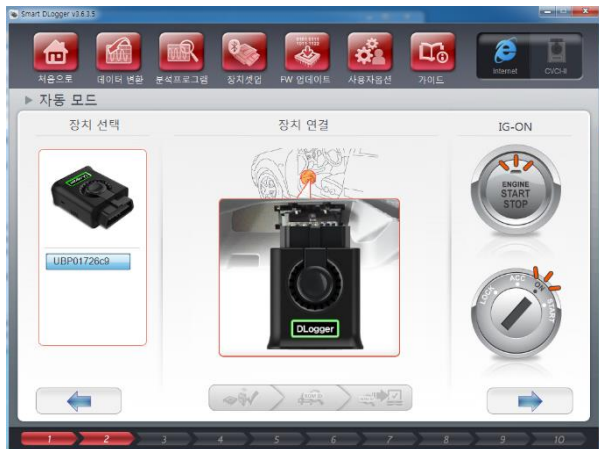 Smart DLogger v3.6.3.5
처음으로
데이터 변환
분석프로그램
장치셋업
FW 업데이트
사용자옵션
가이드
Internet
CVCI-II
▶ 자동 모드
장치 선택
장치 연결
IG-ON
UBP01726c9
DLogger
DLogger
ENGINE
START
STOP
LOCK
ACC
ON
START
1 2 3 4 5 6 7 8 9 10